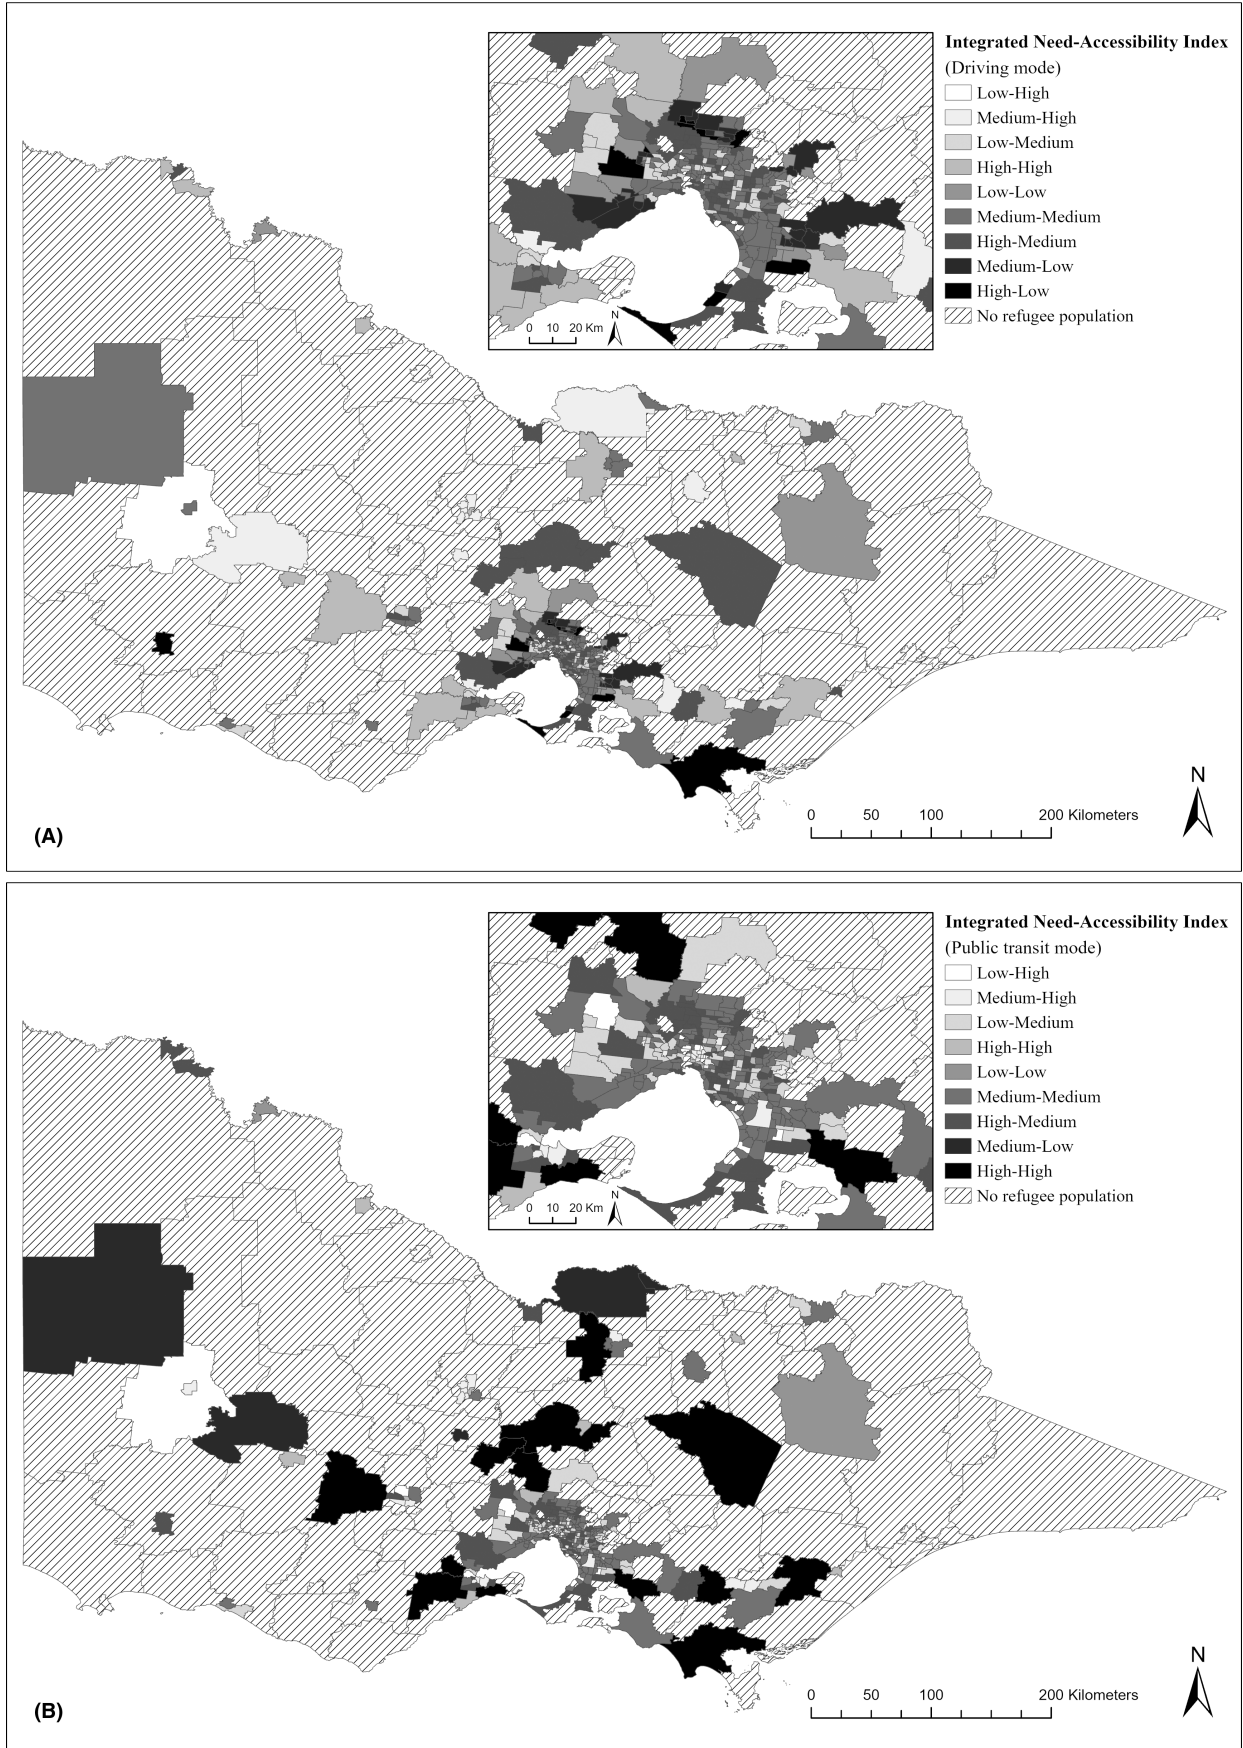 Integrated Need-Accessibility Index
(Driving mode)
Low-High
Medium-High
Low-Medium
High-High
Low-Low
Medium-Medium
High-Medium
Medium-Low
High-Low
No refugee population
N
0 10 20 Km
N
0 50 100 200 Kilometers
(A)
Integrated Need-Accessibility Index
(Public transit mode)
Low-High
Medium-High
Low-Medium
High-High
Low-Low
Medium-Medium
High-Medium
Medium-Low
High-High
No refugee population
N
0 10 20 Km
N
0 50 100 200 Kilometers
(B)